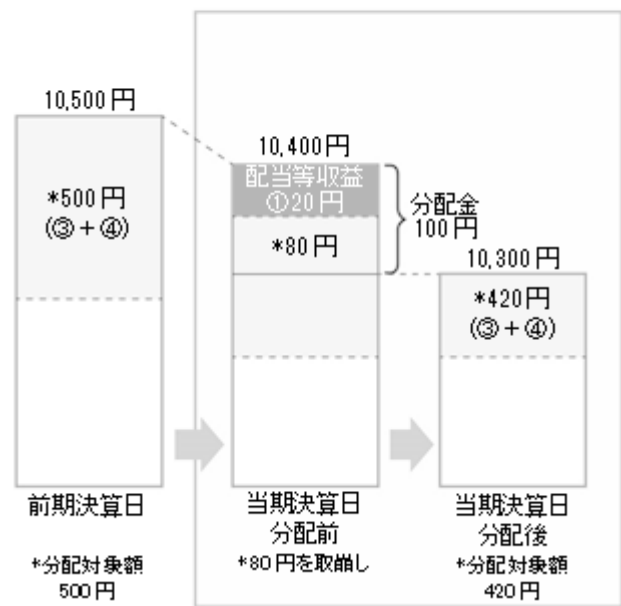 10,500円
*500円
(③+④)
前期決算日
*分配対象額
500円
10,400円
配当等収益
①20円
*80円
分配金
100円
当期決算日
分配前
*80円を取崩し
10,300円
*420円
(③+④)
当期決算日
分配後
*分配対象額
420円